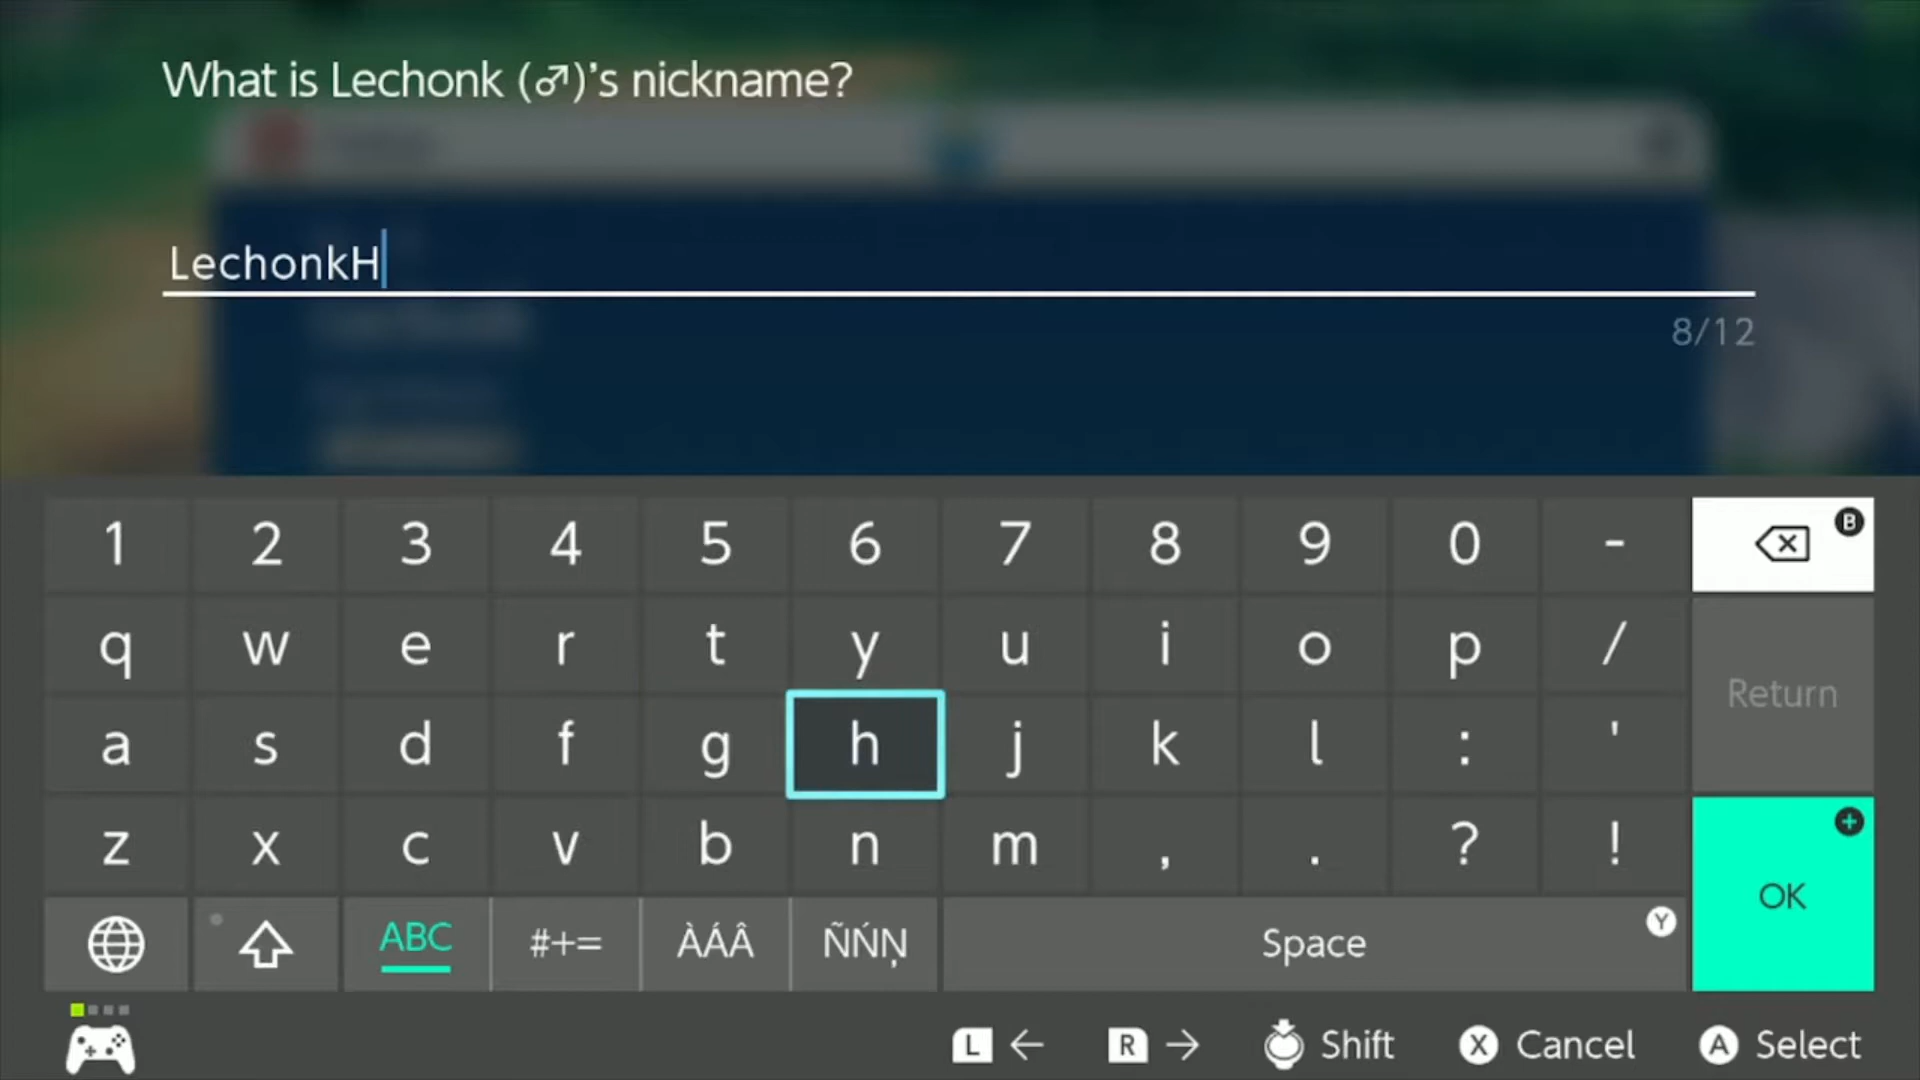 What is Lechonk (♂)'s nickname?
LechonkH
8/12
1 2 3 4 5 6 7 8 9 0 - B
q w e r t y u i o p /
Return
a s d f g h j k l : '
z x c v b n m , . ? ! +
OK
ABC #+= ÀÁÂ ÑŃŅ Space Y
L ← R → Shift X Cancel A Select